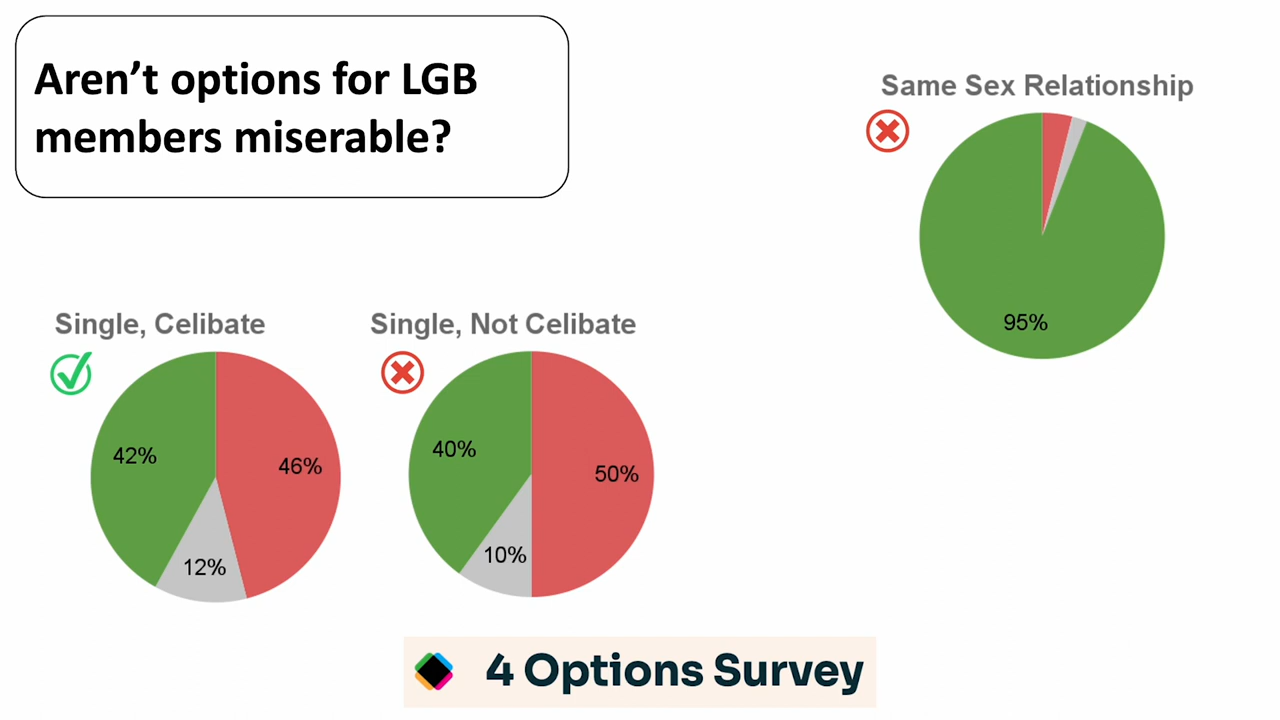 Aren’t options for LGB
members miserable?
Same Sex Relationship
95%
Single, Celibate
42%
46%
12%
Single, Not Celibate
40%
50%
10%
4 Options Survey